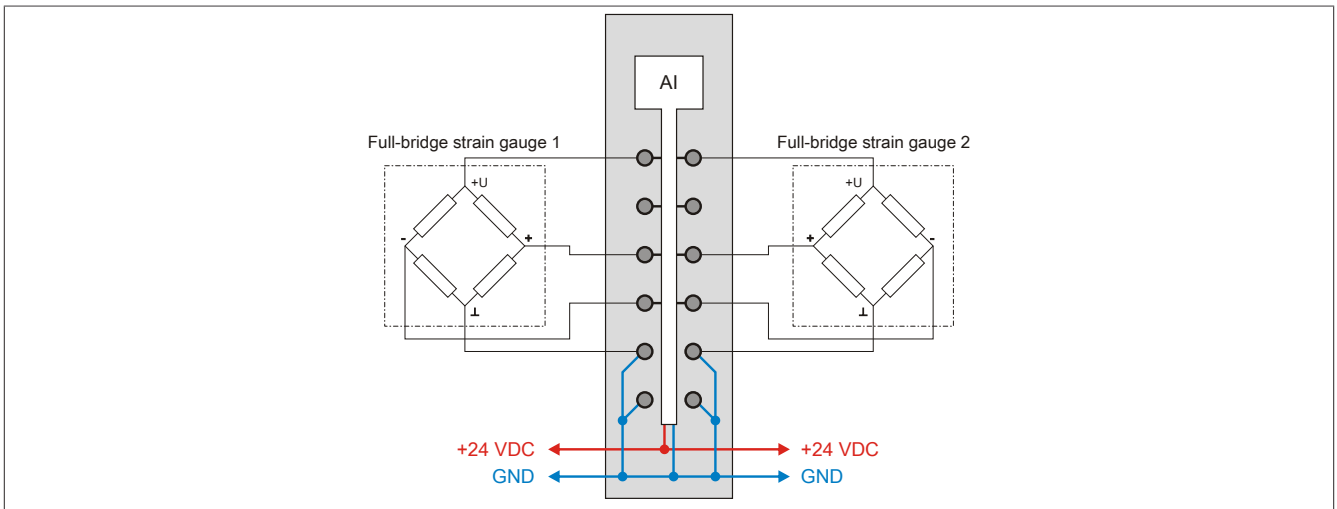 AI
Full-bridge strain gauge 1
Full-bridge strain gauge 2
+U
+U
-
+
+
-
⊥
⊥
+24 VDC
+24 VDC
GND
GND